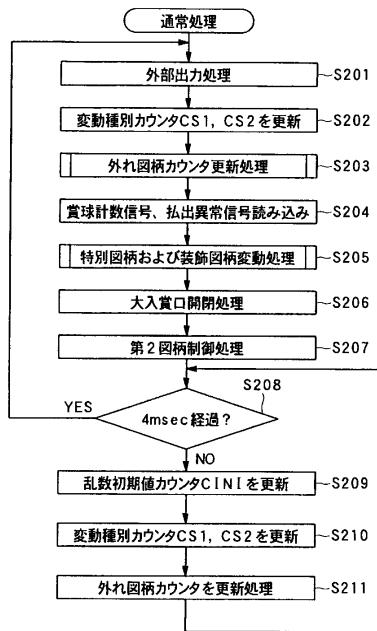 通常処理
外部出力処理 S201
変動種別カウンタCS1, CS2を更新 S202
外れ図柄カウンタ更新処理 S203
賞球計数信号、払出異常信号読み込み S204
特別図柄および装飾図柄変動処理 S205
大入賞口開閉処理 S206
第2図柄制御処理 S207
S208
YES
4msec経過？
NO
乱数初期値カウンタCINIを更新 S209
変動種別カウンタCS1, CS2を更新 S210
外れ図柄カウンタを更新処理 S211